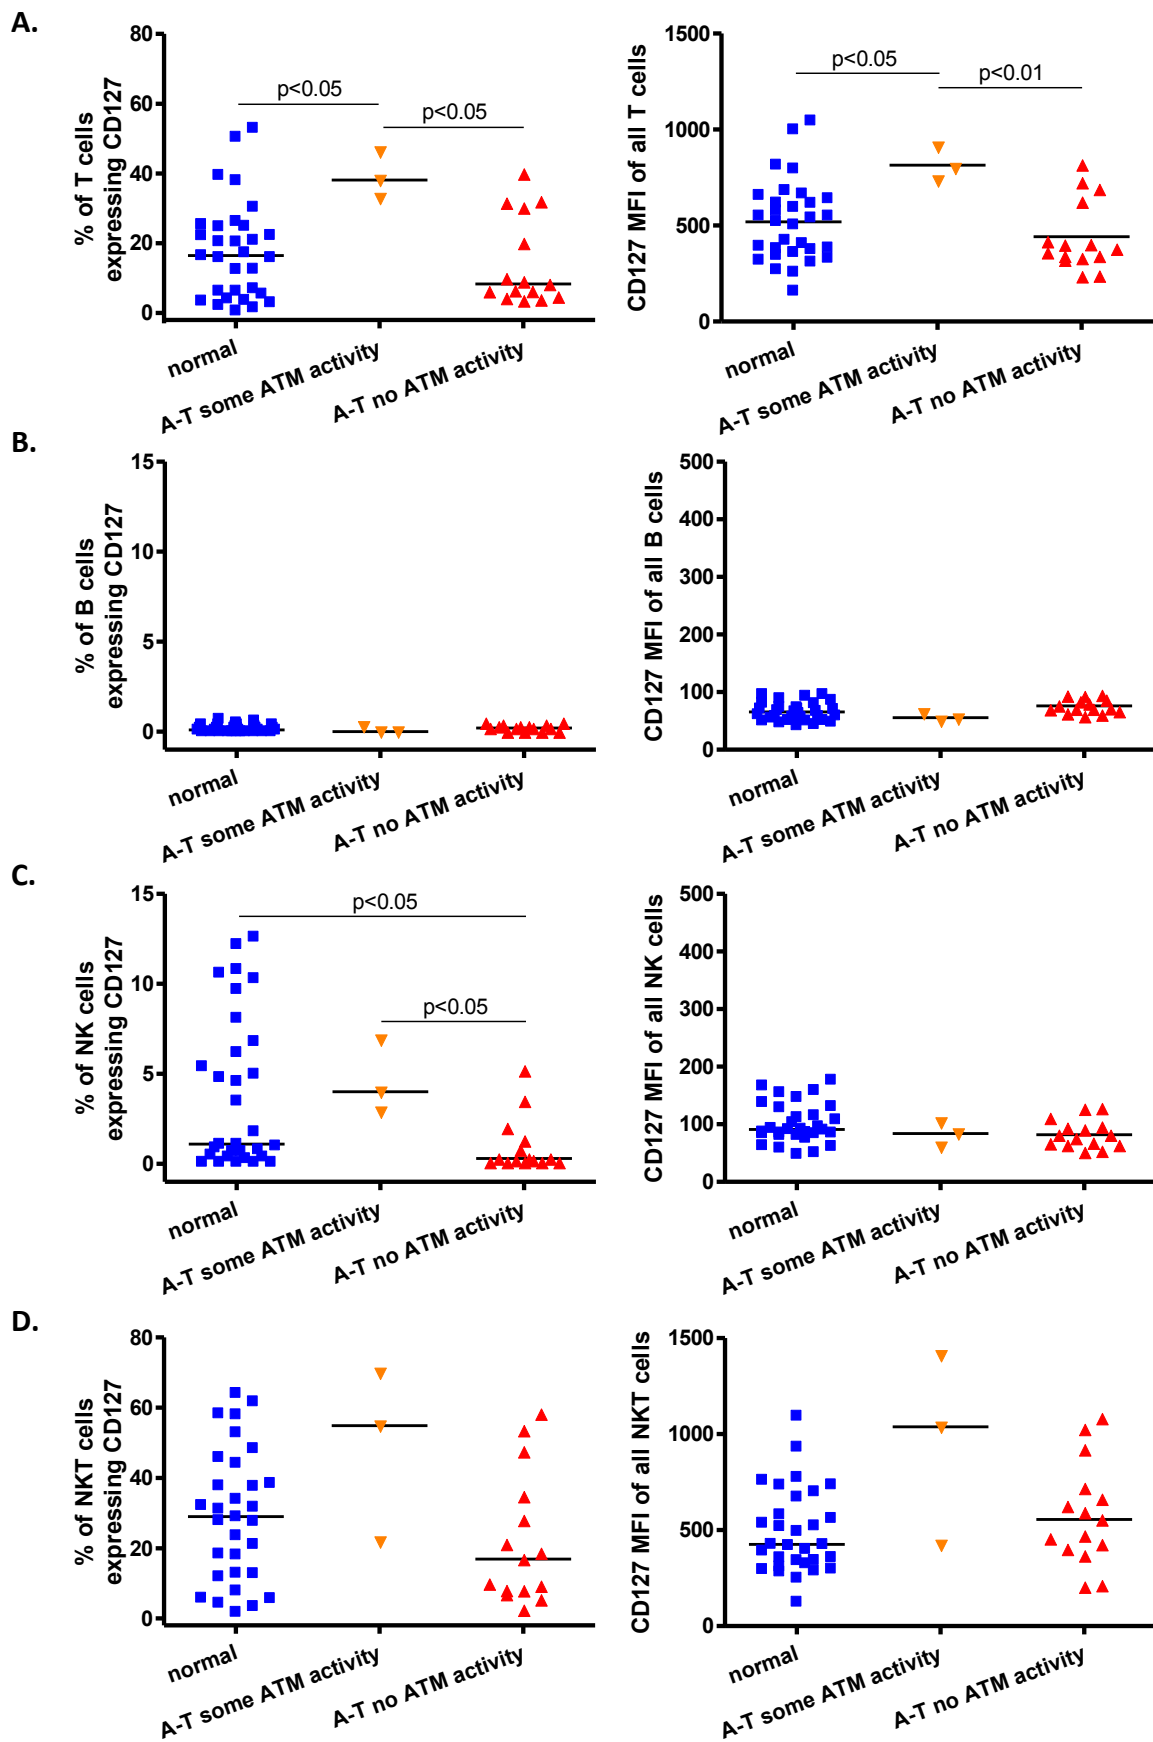 A.
% of T cells
expressing CD127
80
60
40
20
0
p<0.05
p<0.05
normal
A-T some ATM activity
A-T no ATM activity
CD127 MFI of all T cells
1500
1000
500
0
p<0.05
p<0.01
normal
A-T some ATM activity
A-T no ATM activity
B.
% of B cells
expressing CD127
15
10
5
0
normal
A-T some ATM activity
A-T no ATM activity
CD127 MFI of all B cells
500
400
300
200
100
0
normal
A-T some ATM activity
A-T no ATM activity
C.
% of NK cells
expressing CD127
15
10
5
0
p<0.05
p<0.05
normal
A-T some ATM activity
A-T no ATM activity
CD127 MFI of all NK cells
500
400
300
200
100
0
normal
A-T some ATM activity
A-T no ATM activity
D.
% of NKT cells
expressing CD127
80
60
40
20
0
normal
A-T some ATM activity
A-T no ATM activity
CD127 MFI of all NKT cells
1500
1000
500
0
normal
A-T some ATM activity
A-T no ATM activity